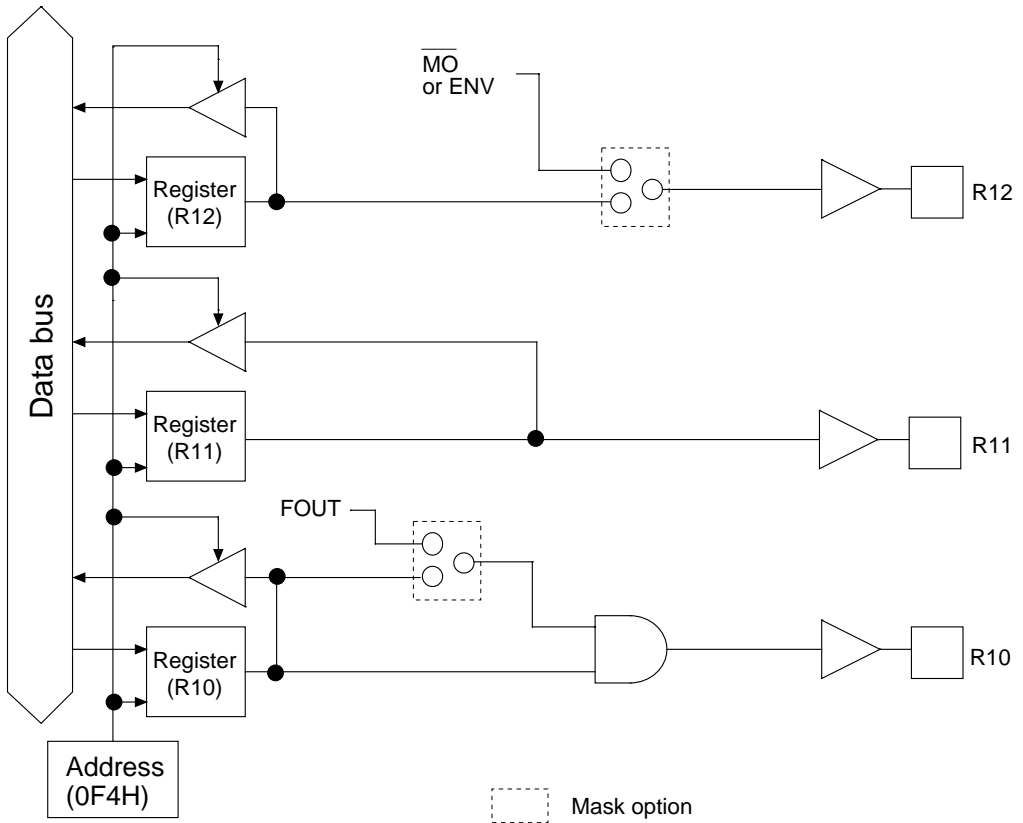 MO
or ENV
Register
(R12)
R12
Data bus
Register
(R11)
R11
FOUT
Register
(R10)
R10
Address
(0F4H)
Mask option